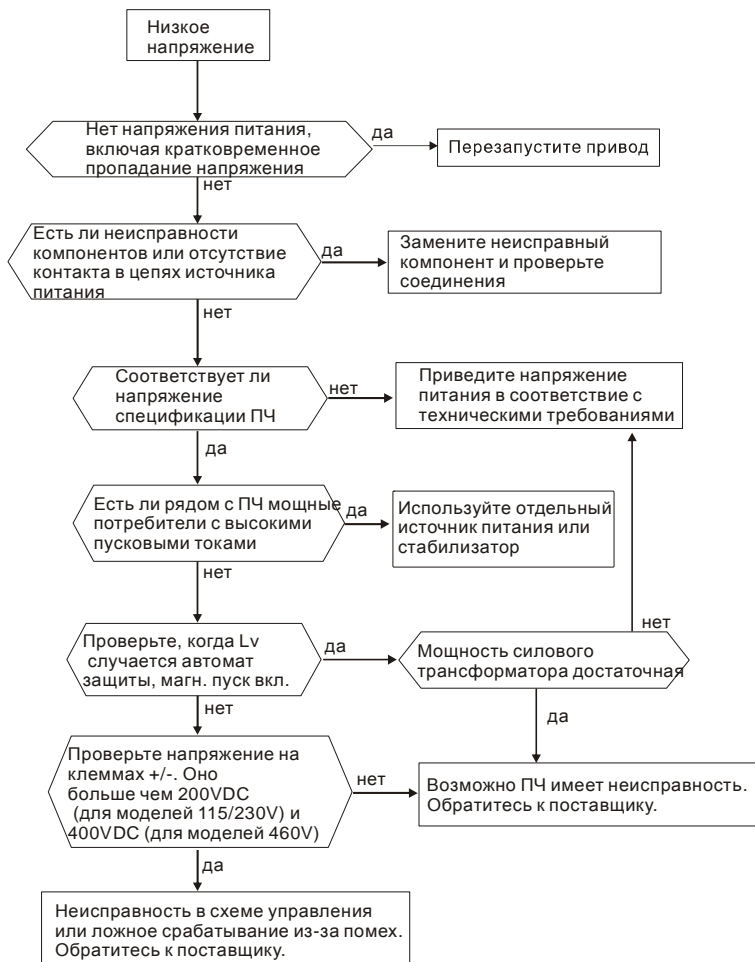 Низкое
напряжение
Нет напряжения питания,
включая кратковременное
пропадание напряжения
да
Перезапустите привод
нет
Есть ли неисправности
компонентов или отсутствие
контакта в цепях источника
питания
да
Замените неисправный
компонент и проверьте
соединения
нет
Соответствует ли
напряжение
спецификации ПЧ
нет
Приведите напряжение
питания в соответствие с
техническими требованиями
да
Есть ли рядом с ПЧ мощные
потребители с высокими
пусковыми токами
да
Используйте отдельный
источник питания или
стабилизатор
нет
нет
Проверьте, когда Lv
случается автомат
защиты, магн. пуск вкл.
да
Мощность силового
трансформатора достаточная
нет
да
Проверьте напряжение на
клеммах +/-. Оно
больше чем 200VDC
(для моделей 115/230V) и
400VDC (для моделей 460V)
нет
Возможно ПЧ имеет неисправность.
Обратитесь к поставщику.
да
Неисправность в схеме управления
или ложное срабатывание из-за помех.
Обратитесь к поставщику.